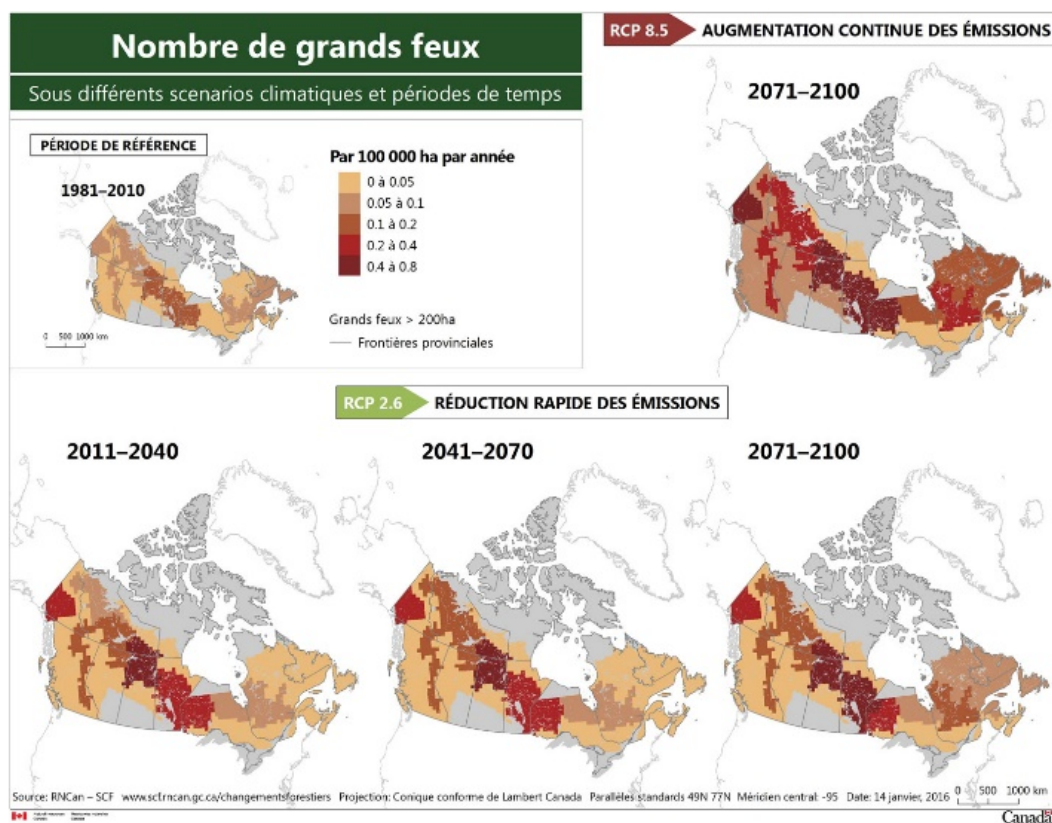 Nombre de grands feux
Sous différents scenarios climatiques et périodes de temps
RCP 8.5 AUGMENTATION CONTINUE DES ÉMISSIONS
2071–2100
PÉRIODE DE RÉFÉRENCE
1981–2010
0 500 1000 km
Par 100 000 ha par année
0 à 0.05
0.05 à 0.1
0.1 à 0.2
0.2 à 0.4
0.4 à 0.8
Grands feux > 200ha
Frontières provinciales
RCP 2.6 RÉDUCTION RAPIDE DES ÉMISSIONS
2011–2040
2041–2070
2071–2100
Source: RNCan – SCF www.scf.rncan.gc.ca/changementsforestiers Projection: Conique conforme de Lambert Canada Parallèles standards 49N 77N Méridien central: -95 Date: 14 janvier, 2016
0 500 1000 km
Canada